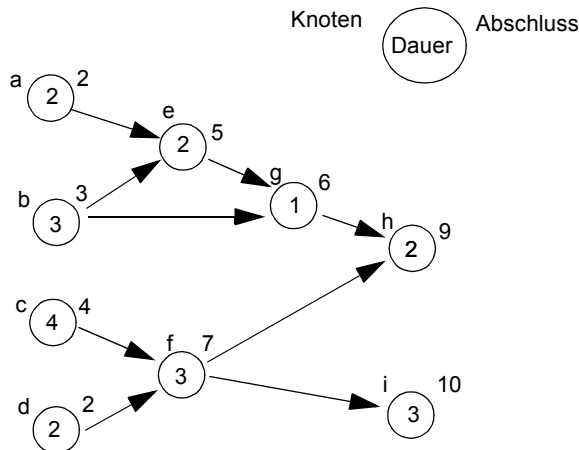 Knoten Dauer Abschluss
a 2 2
e 2 5
b 3 3
g 1 6
h 2 9
c 4 4
f 3 7
d 2 2
i 3 10